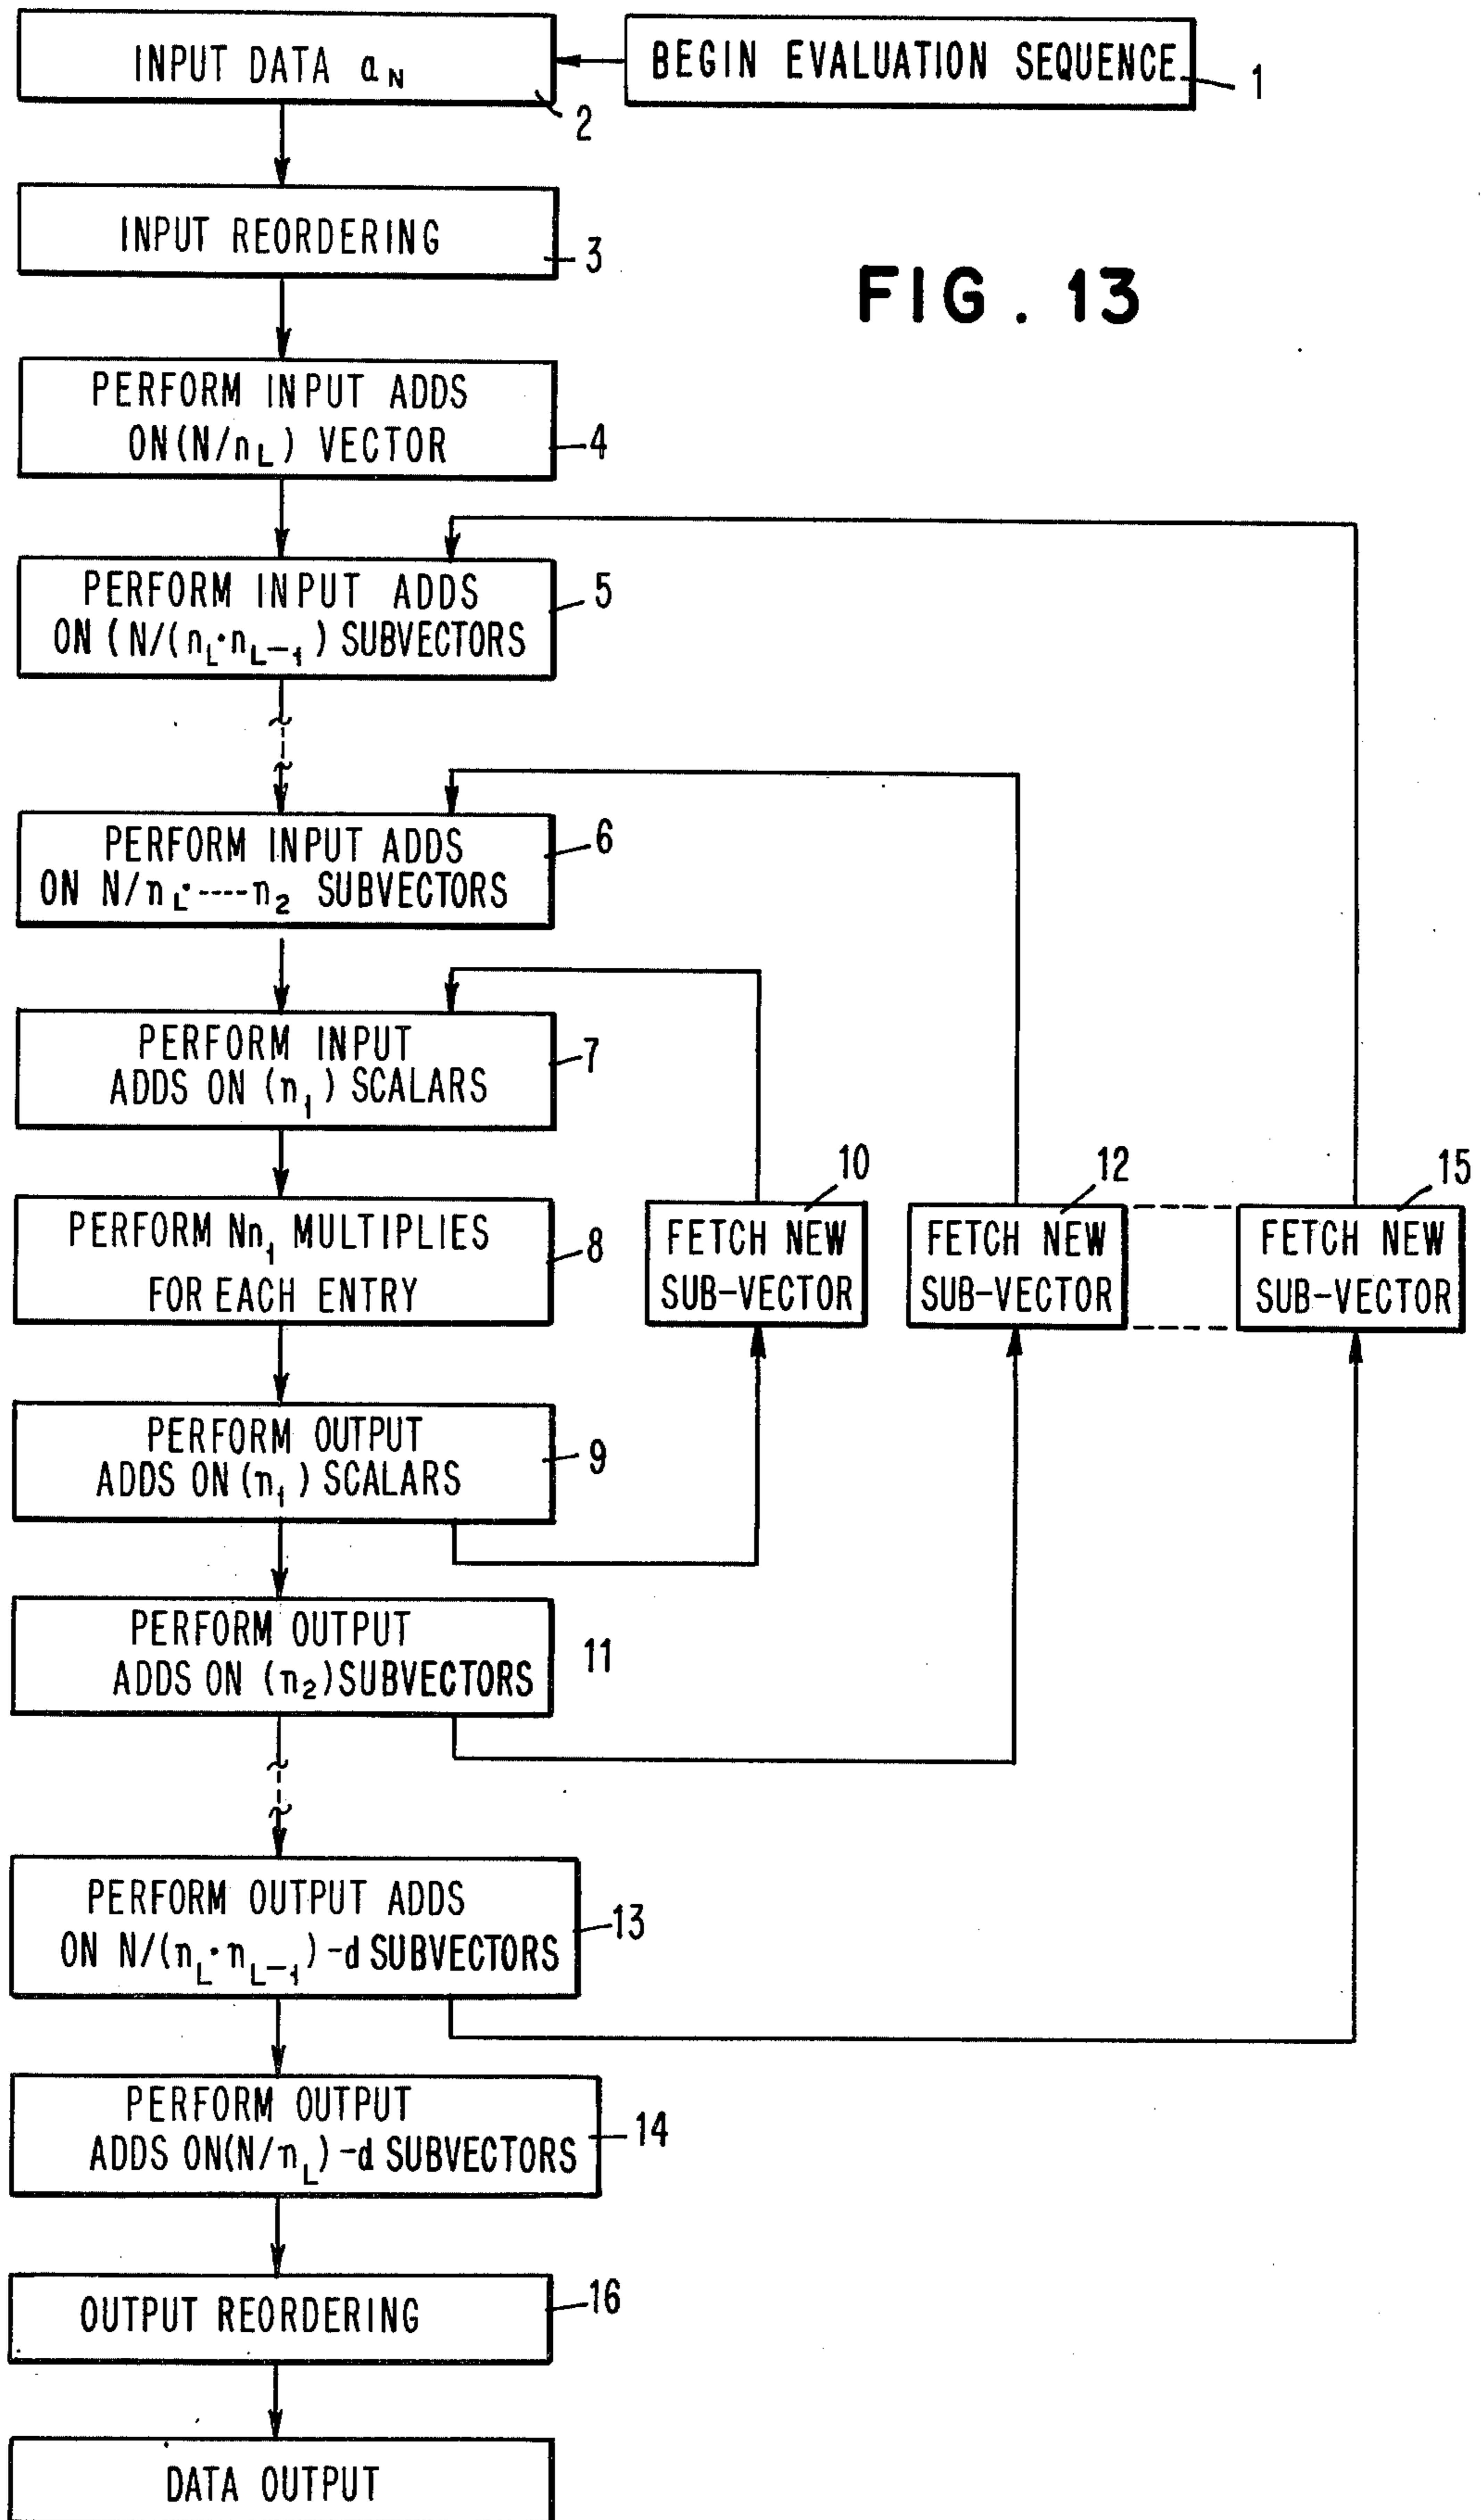 INPUT DATA aN
BEGIN EVALUATION SEQUENCE
1
2
INPUT REORDERING
3
FIG. 13
PERFORM INPUT ADDS
ON (N/nL) VECTOR
4
PERFORM INPUT ADDS
ON (N/(nL·nL-1) SUBVECTORS
5
PERFORM INPUT ADDS
ON N/nL·----n2 SUBVECTORS
6
PERFORM INPUT
ADDS ON (n1) SCALARS
7
PERFORM Nn1 MULTIPLIES
FOR EACH ENTRY
8
10
FETCH NEW
SUB-VECTOR
12
FETCH NEW
SUB-VECTOR
15
FETCH NEW
SUB-VECTOR
PERFORM OUTPUT
ADDS ON (n1) SCALARS
9
PERFORM OUTPUT
ADDS ON (n2) SUBVECTORS
11
PERFORM OUTPUT ADDS
ON N/(nL·nL-1)-d SUBVECTORS
13
PERFORM OUTPUT
ADDS ON (N/nL)-d SUBVECTORS
14
OUTPUT REORDERING
16
DATA OUTPUT